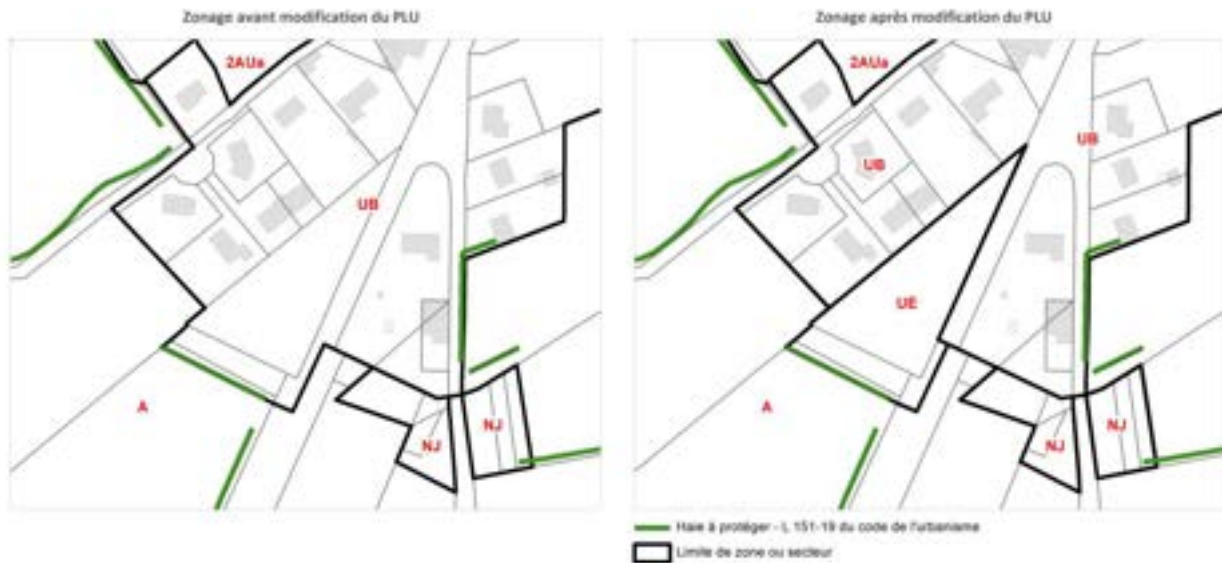 Zonage avant modification du PLU
2AUa
UB
A
NJ
NJ
Zonage après modification du PLU
2AUa
UB
UB
UE
A
NJ
NJ
Haie à protéger - L 151-19 du code de l'urbanisme
Limite de zone ou secteur